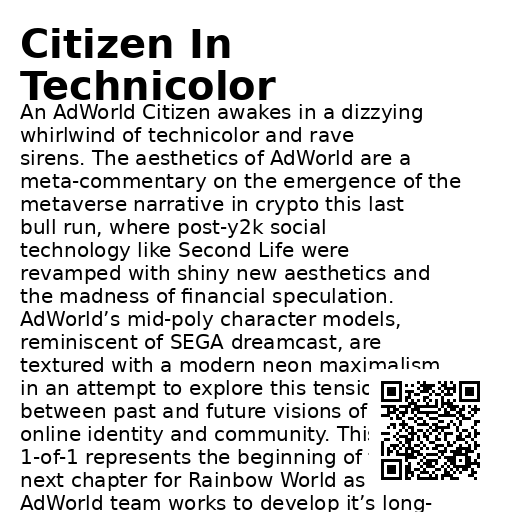 Citizen In
Technicolor
An AdWorld Citizen awakes in a dizzying
whirlwind of technicolor and rave
sirens. The aesthetics of AdWorld are a
meta-commentary on the emergence of the
metaverse narrative in crypto this last
bull run, where post-y2k social
technology like Second Life were
revamped with shiny new aesthetics and
the madness of financial speculation.
AdWorld’s mid-poly character models,
reminiscent of SEGA dreamcast, are
textured with a modern neon maximalism
in an attempt to explore this
between past and future visions of
online identity and community. This
1-of-1 represents the beginning of
next chapter for Rainbow World as
AdWorld team works to develop it’s long-